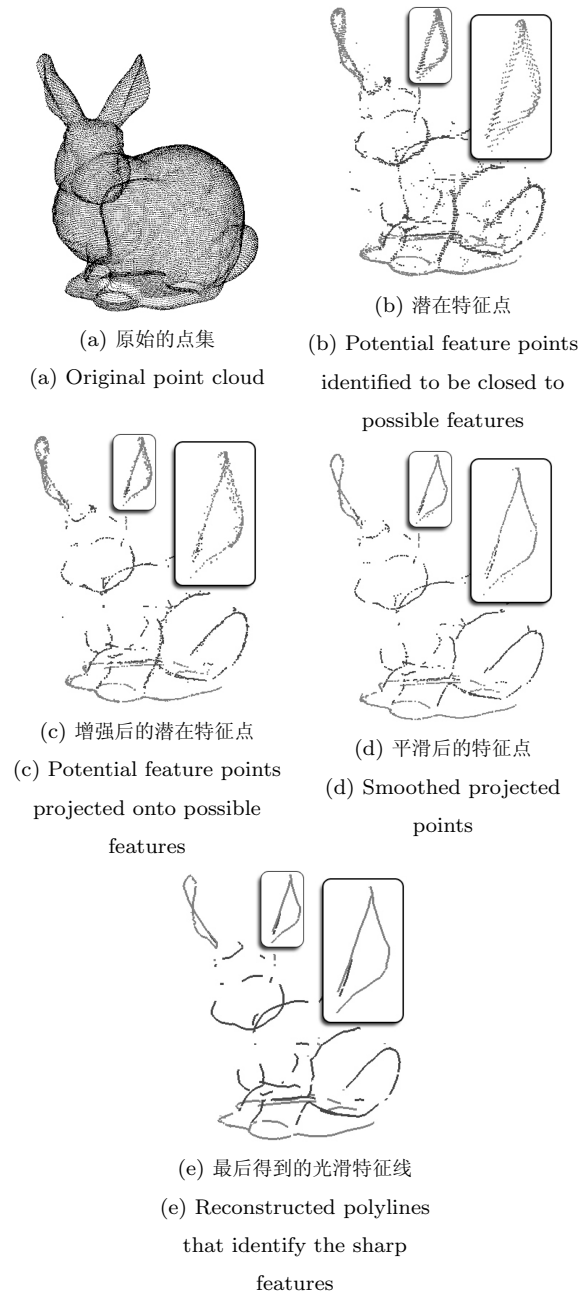 (a) 原始的点集
(a) Original point cloud
(b) 潜在特征点
(b) Potential feature points
identified to be closed to
possible features
(c) 增强后的潜在特征点
(c) Potential feature points
projected onto possible
features
(d) 平滑后的特征点
(d) Smoothed projected
points
(e) 最后得到的光滑特征线
(e) Reconstructed polylines
that identify the sharp
features